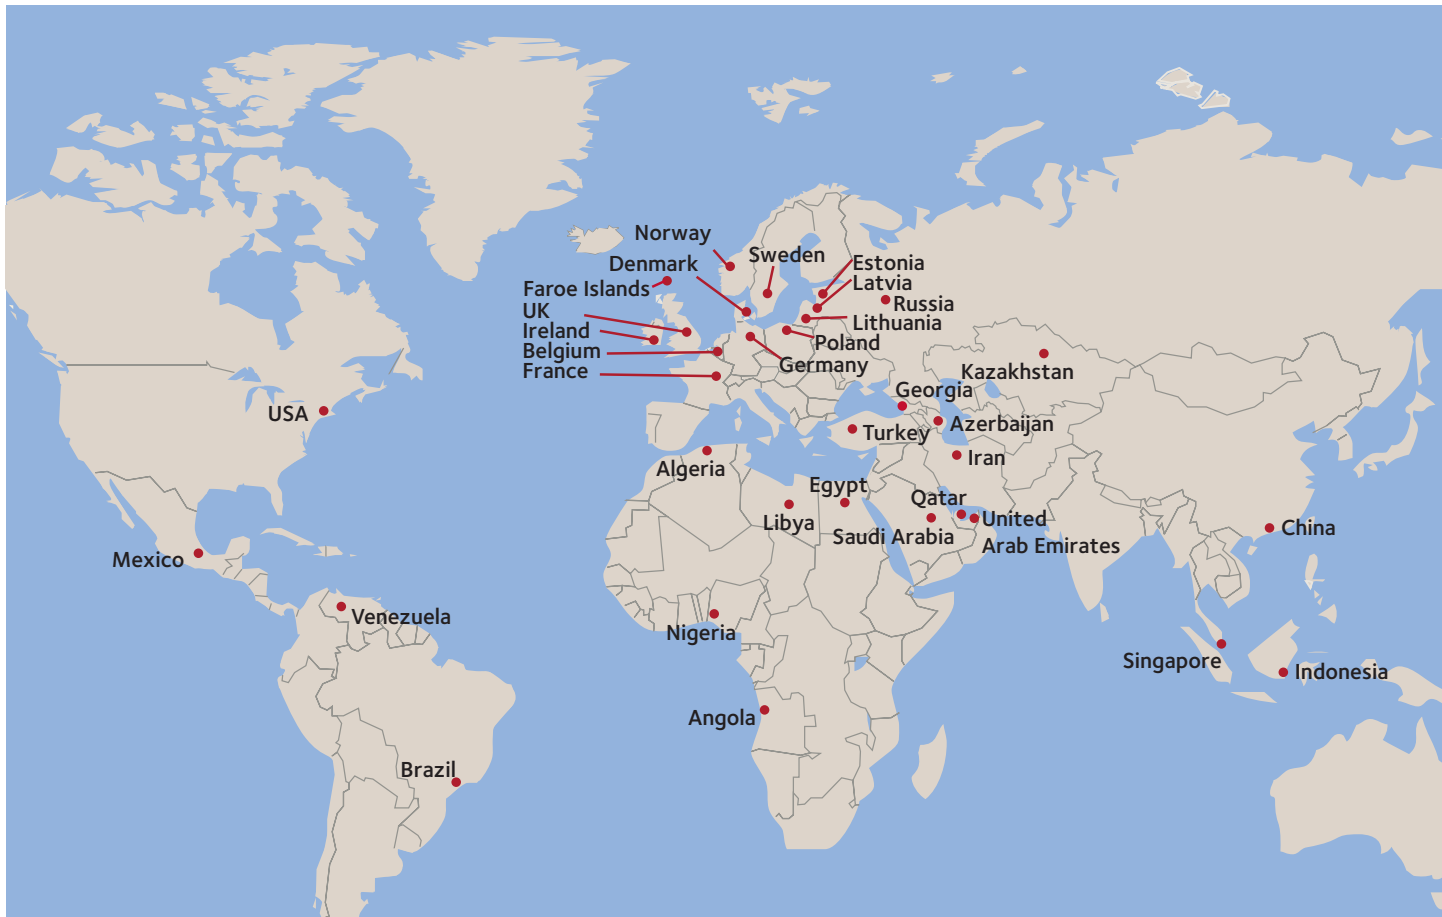 Norway
Sweden
Denmark
Estonia
Latvia
Faroe Islands
Russia
UK
Lithuania
Ireland
Poland
Belgium
Germany
France
Kazakhstan
Georgia
USA
Azerbaijan
Turkey
Iran
Algeria
Egypt
Qatar
Libya
United
Arab Emirates
Saudi Arabia
China
Mexico
Venezuela
Nigeria
Singapore
Indonesia
Angola
Brazil